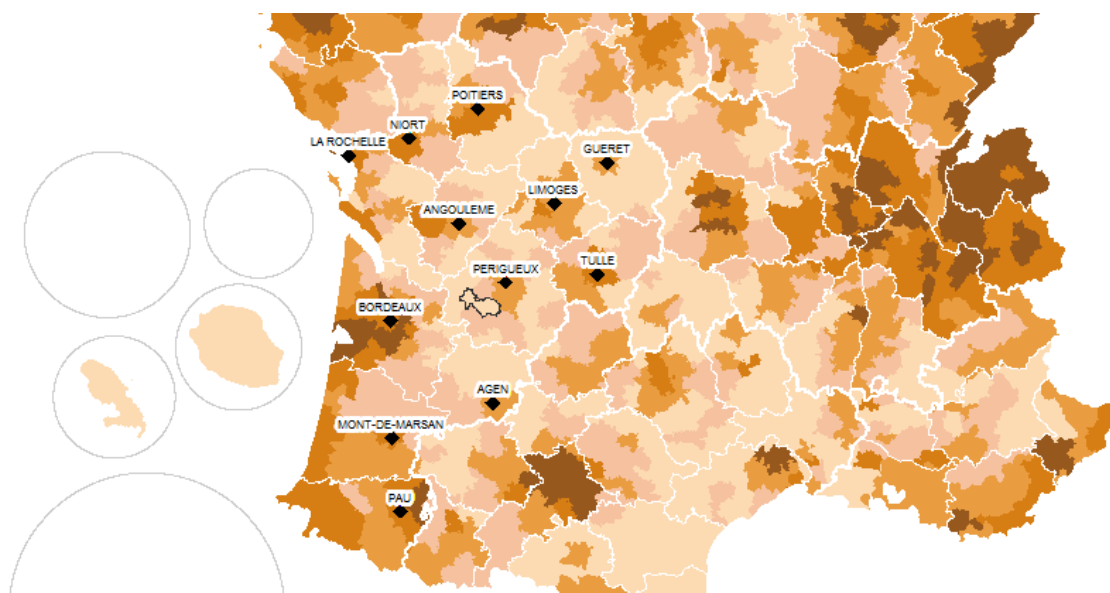 POITIERS
NIORT
LA ROCHELLE
GUERET
LIMOGES
ANGOULEME
TULLE
PERIGUEUX
BORDEAUX
AGEN
MONT-DE-MARSAN
PAU